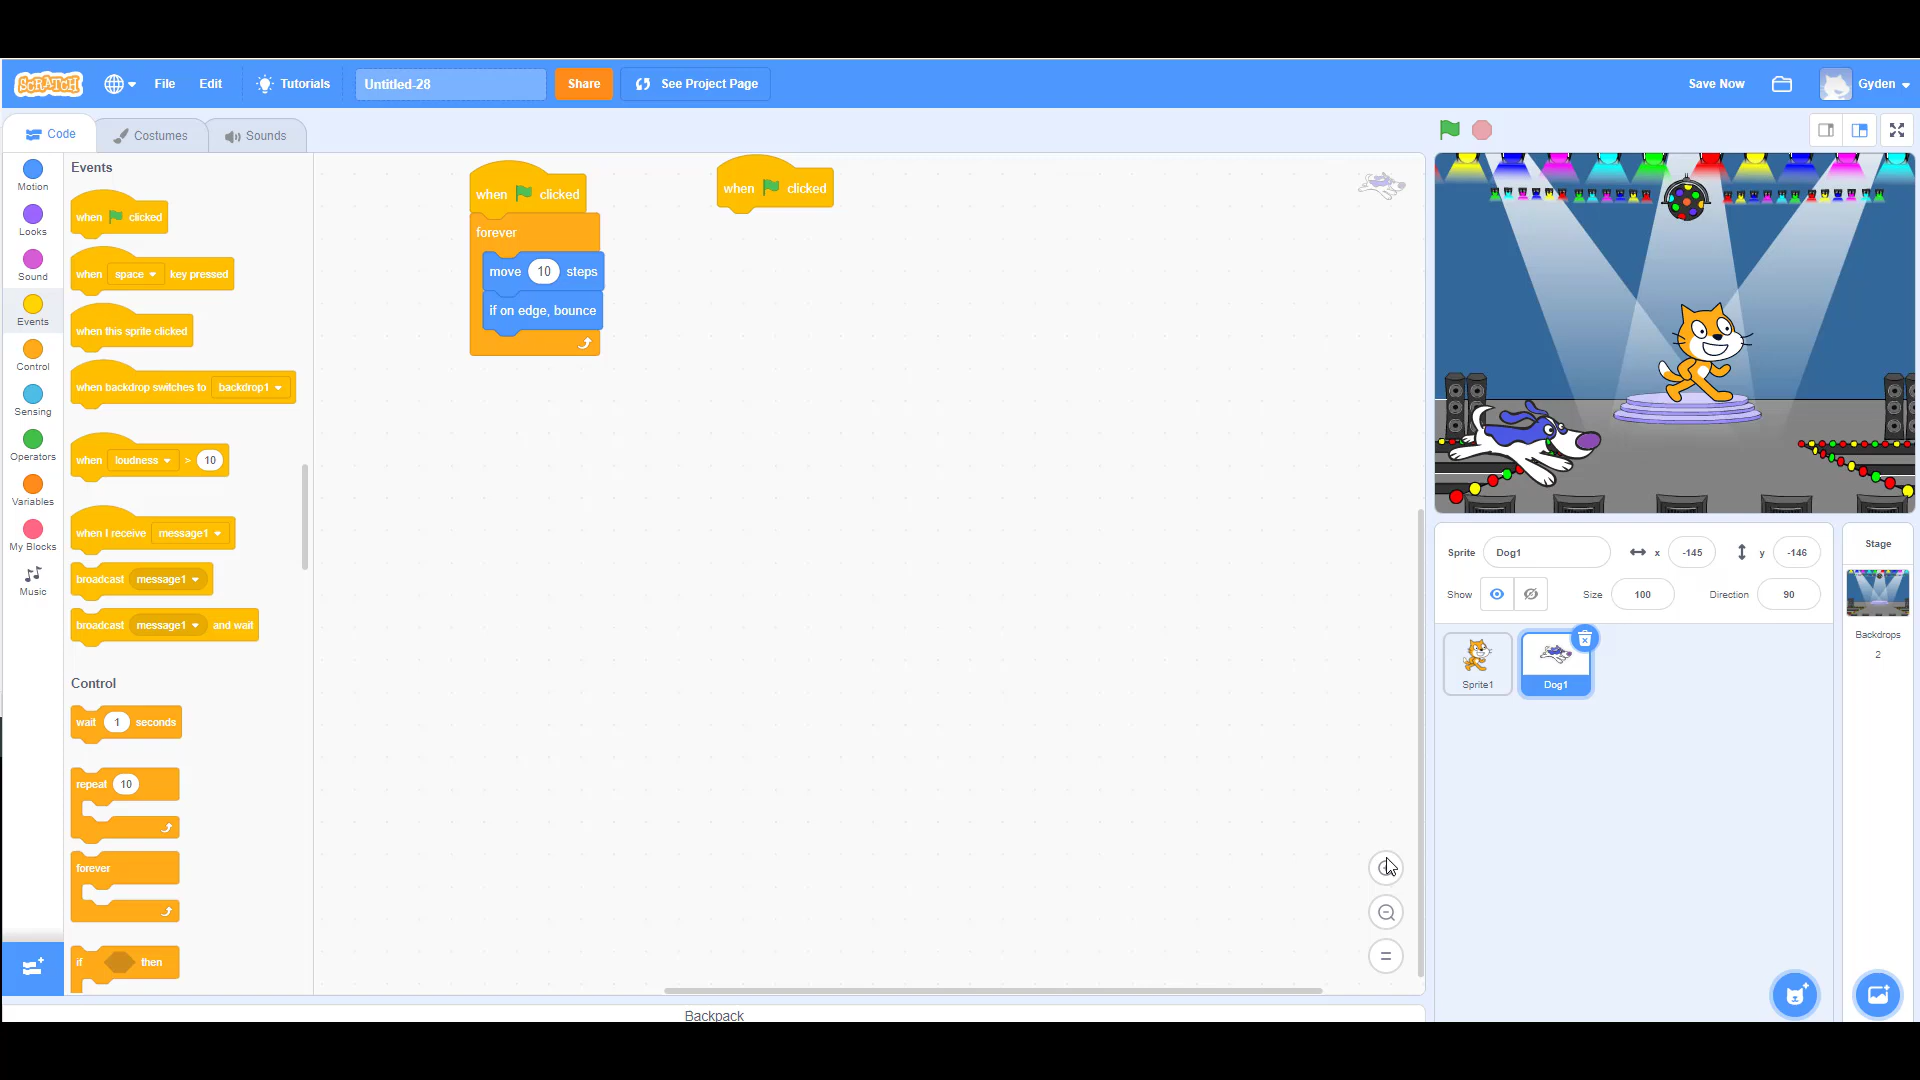 SCRATCH File Edit Tutorials Untitled-28 Share See Project Page Save Now Gyden
Code Costumes Sounds
Motion
Looks
Sound
Events
Control
Sensing
Operators
Variables
My Blocks
Music
Events
when clicked
when space key pressed
when this sprite clicked
when backdrop switches to backdrop1
when loudness > 10
when I receive message1
broadcast message1
broadcast message1 and wait
Control
wait 1 seconds
repeat 10
forever
if then
when clicked
forever
move 10 steps
if on edge, bounce
when clicked
=
Backpack
Sprite Dog1 x -145 y -146
Show Size 100 Direction 90
Sprite1 Dog1
Stage
Backdrops
2